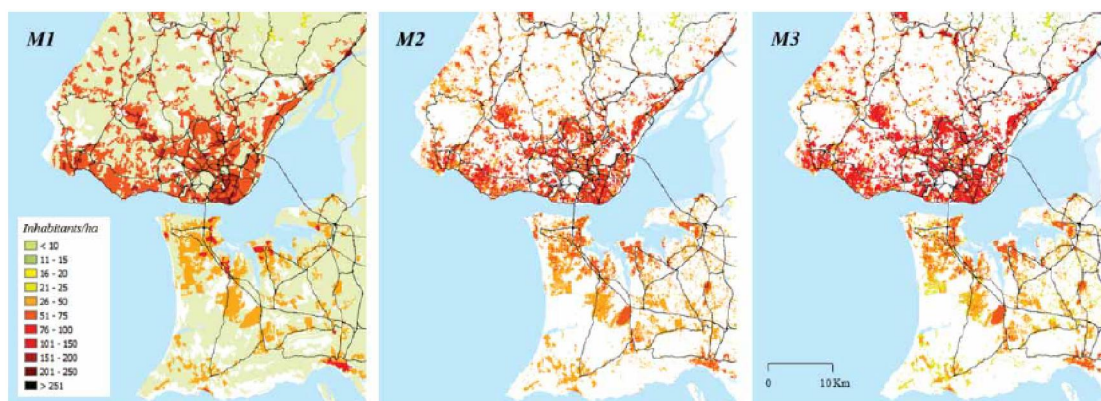 M1
M2
M3
Inhabitants/ha
< 10
11 - 15
16 - 20
21 - 25
26 - 50
51 - 75
76 - 100
101 - 150
151 - 200
201 - 250
> 251
0 10 Km